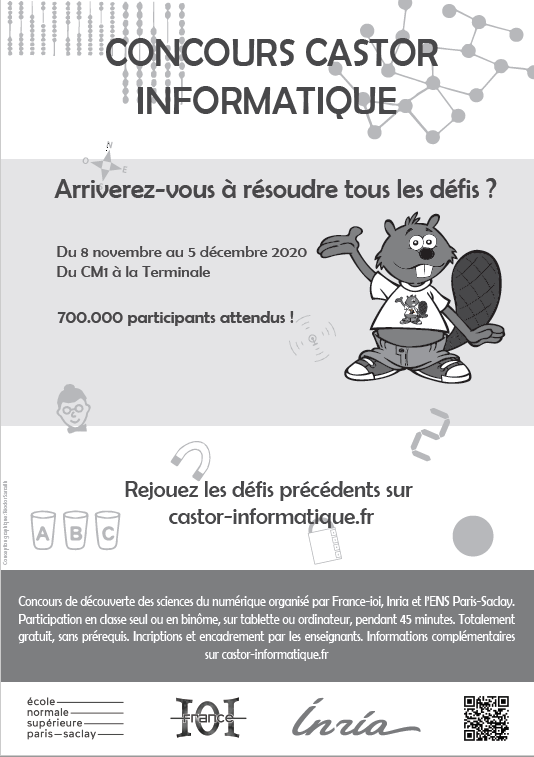 CONCOURS CASTOR
INFORMATIQUE
N
O
E
Arriverez-vous à résoudre tous les défis ?
Du 8 novembre au 5 décembre 2020
Du CM1 à la Terminale
700.000 participants attendus !
Rejouez les défis précédents sur
castor-informatique.fr
A B C
Concours de découverte des sciences du numérique organisé par France-ioi, Inria et l'ENS Paris-Saclay.
Participation en classe seul ou en binôme, sur tablette ou ordinateur, pendant 45 minutes. Totalement
gratuit, sans prérequis. Incriptions et encadrement par les enseignants. Informations complémentaires
sur castor-informatique.fr
école
normale
supérieure
paris-saclay
IOI
France
Inria